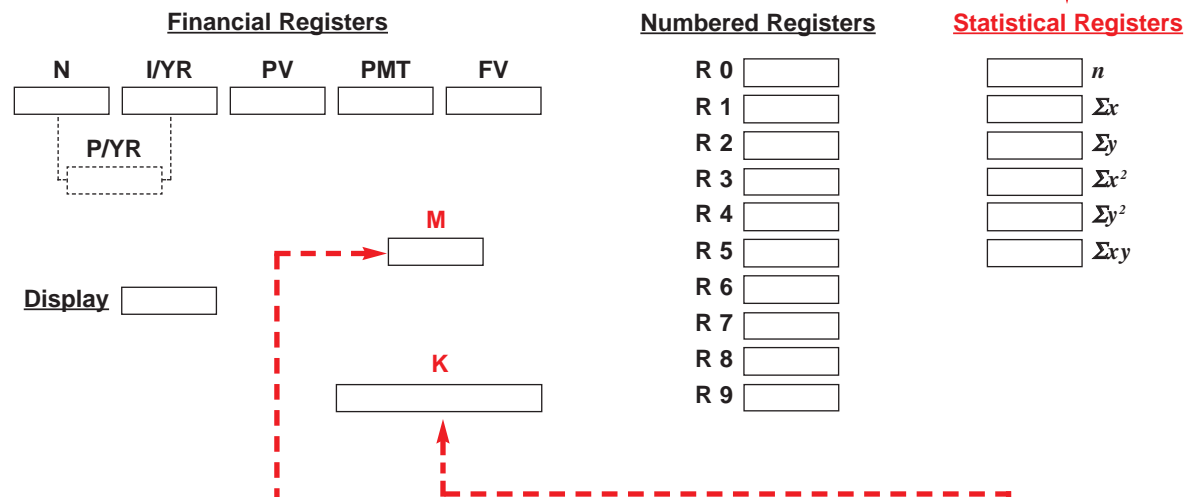 Financial Registers
Numbered Registers
Statistical Registers
N I/YR PV PMT FV
P/YR
M
Display
K
R 0
R 1
R 2
R 3
R 4
R 5
R 6
R 7
R 8
R 9
n
Σx
Σy
Σx²
Σy²
Σxy